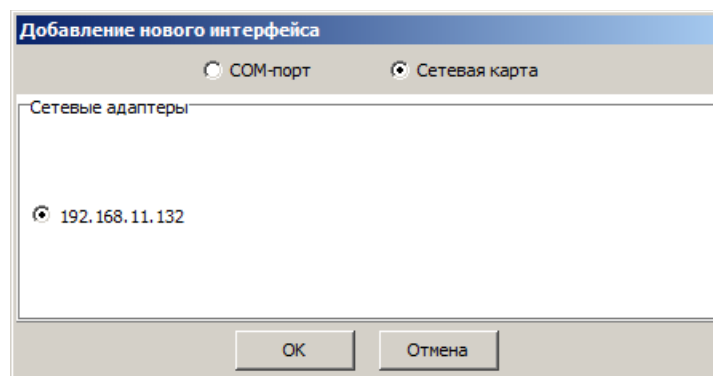 Добавление нового интерфейса
COM-порт Сетевая карта
Сетевые адаптеры
192.168.11.132
OK Отмена